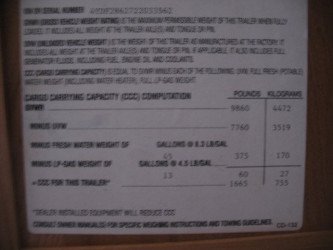 VIN OR SERIAL NUMBER
GVWR (GROSS VEHICLE WEIGHT RATING) IS THE MAXIMUM PERMISSIBLE WEIGHT OF THIS TRAILER WHEN FULLY
LOADED. IT INCLUDES ALL WEIGHT AT THE TRAILER AXLE(S) AND TONGUE OR PIN.
UVW (UNLOADED VEHICLE WEIGHT) IS THE WEIGHT OF THIS TRAILER AS MANUFACTURED AT THE FACTORY. IT
INCLUDES ALL WEIGHT AT THE TRAILER AXLE(S) AND TONGUE OR PIN. IF APPLICABLE, IT ALSO INCLUDES FULL
GENERATOR FLUIDS, INCLUDING FUEL, ENGINE OIL AND COOLANTS.
CCC (CARGO CARRYING CAPACITY) IS EQUAL TO GVWR MINUS EACH OF THE FOLLOWING: UVW, FULL FRESH (POTABLE)
WATER WEIGHT (INCLUDING WATER HEATER), FULL LP-GAS WEIGHT.
CARGO CARRYING CAPACITY (CCC) COMPUTATION POUNDS KILOGRAMS
GVWR 9860 4472
MINUS UVW 7760 3519
MINUS FRESH WATER WEIGHT OF GALLONS @ 8.3 LB/GAL
45 375 170
MINUS LP-GAS WEIGHT OF GALLONS @ 4.5 LB/GAL
13 60 27
= CCC FOR THIS TRAILER* 1665 755
*DEALER INSTALLED EQUIPMENT WILL REDUCE CCC
CONSULT OWNER MANUAL(S) FOR SPECIFIC WEIGHING INSTRUCTIONS AND TOWING GUIDELINES. CD-132